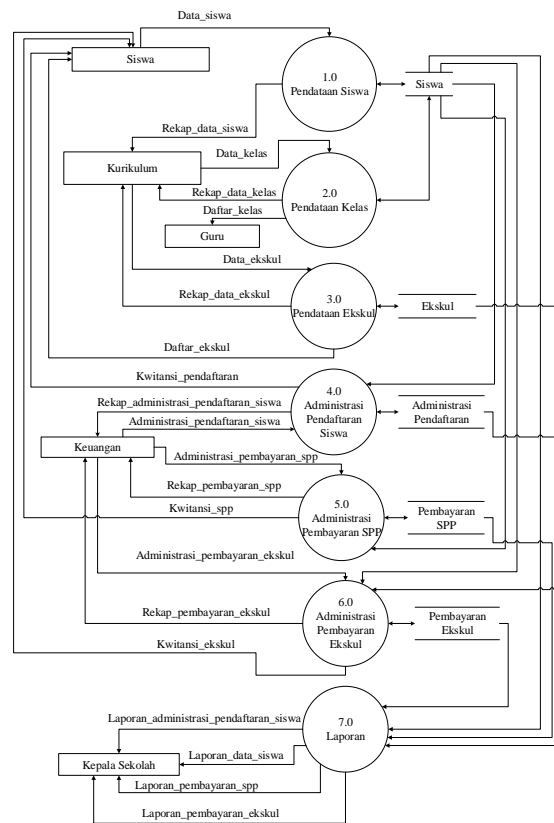 Data_siswa
Siswa
1.0
Pendataan Siswa
Siswa
Rekap_data_siswa
Data_kelas
Kurikulum
2.0
Pendataan Kelas
Rekap_data_kelas
Daftar_kelas
Guru
Data_ekskul
3.0
Pendataan Ekskul
Rekap_data_ekskul
Ekskul
Daftar_ekskul
Kwitansi_pendaftaran
4.0
Administrasi
Pendaftaran
Siswa
Rekap_administrasi_pendaftaran_siswa
Administrasi_pendaftaran_siswa
Administrasi
Pendaftaran
Keuangan
Administrasi_pembayaran_spp
Rekap_pembayaran_spp
Kwitansi_spp
5.0
Administrasi
Pembayaran SPP
Pembayaran
SPP
Administrasi_pembayaran_ekskul
6.0
Administrasi
Pembayaran
Ekskul
Rekap_pembayaran_ekskul
Pembayaran
Ekskul
Kwitansi_ekskul
7.0
Laporan
Laporan_administrasi_pendaftaran_siswa
Kepala Sekolah
Laporan_data_siswa
Laporan_pembayaran_spp
Laporan_pembayaran_ekskul